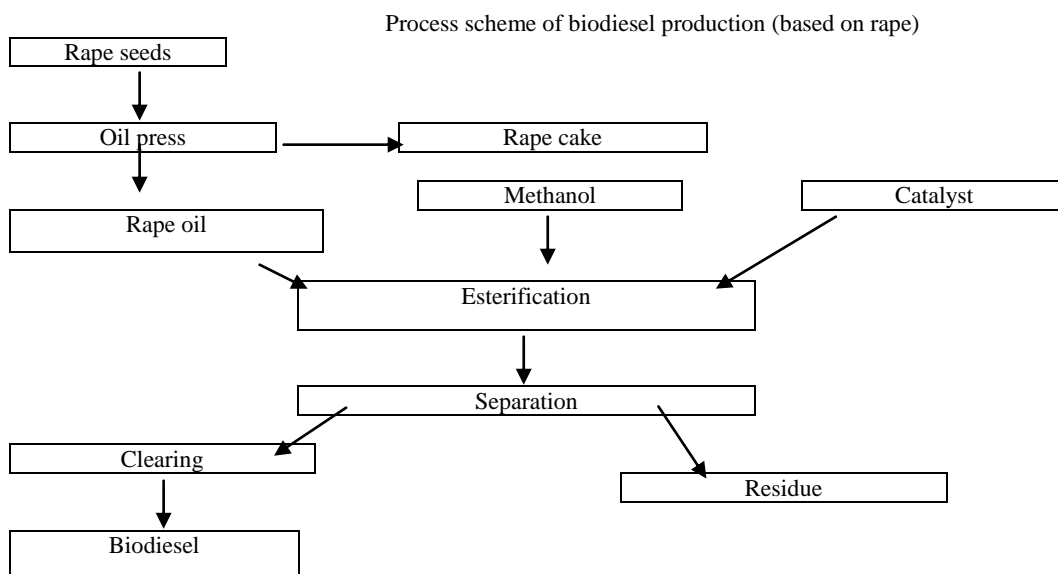 Process scheme of biodiesel production (based on rape)
Rape seeds
Oil press
Rape cake
Methanol
Catalyst
Rape oil
Esterification
Separation
Clearing
Residue
Biodiesel